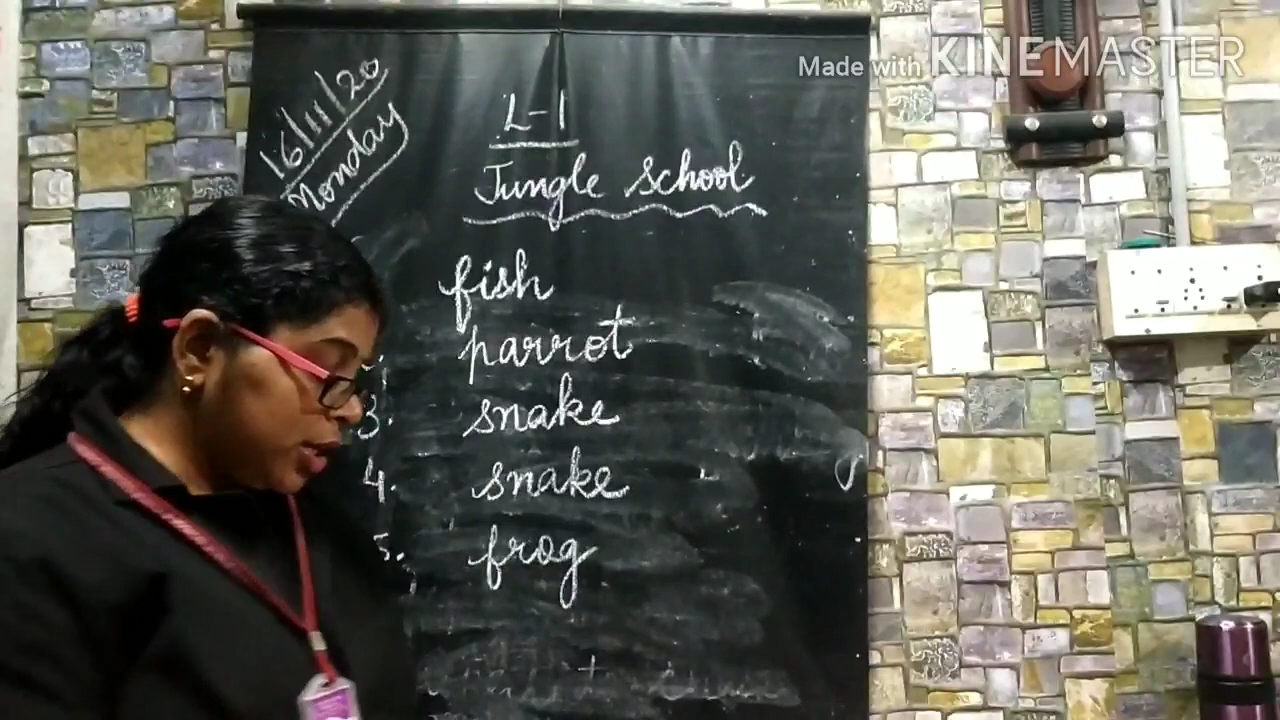 Made with KINEMASTER
16/11/20
Monday
L-1
Jungle School
fish
parrot
3. snake
4. snake
5. frog